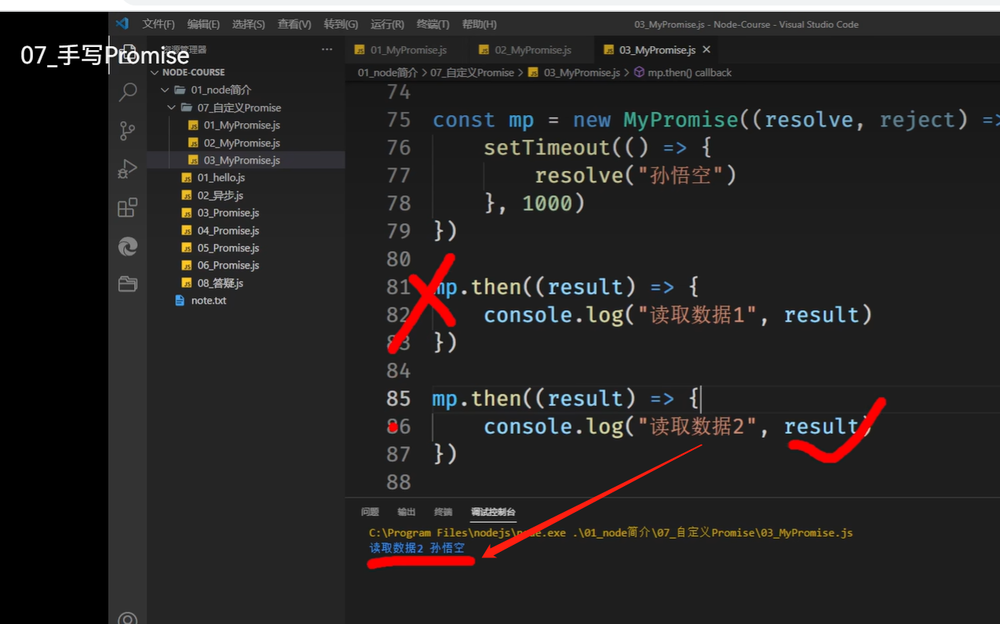 文件(F) 编辑(E) 选择(S) 查看(V) 转到(G) 运行(R) 终端(T) 帮助(H)
03_MyPromise.js - Node-Course - Visual Studio Code
07_手写Promise
资源管理器
···
NODE-COURSE
01_node简介
07_自定义Promise
01_MyPromise.js
02_MyPromise.js
03_MyPromise.js
01_hello.js
02_异步.js
03_Promise.js
04_Promise.js
05_Promise.js
06_Promise.js
08_答疑.js
note.txt
01_MyPromise.js 02_MyPromise.js 03_MyPromise.js
01_node简介 > 07_自定义Promise > 03_MyPromise.js > mp.then() callback
74
75 const mp = new MyPromise((resolve, reject) =>
76 setTimeout(() => {
77 resolve("孙悟空")
78 }, 1000)
79 })
80
81 mp.then((result) => {
82 console.log("读取数据1", result)
83 })
84
85 mp.then((result) => {
86 console.log("读取数据2", result)
87 })
88
问题 输出 终端 调试控制台
C:\Program Files\nodejs\node.exe .\01_node简介\07_自定义Promise\03_MyPromise.js
读取数据2 孙悟空